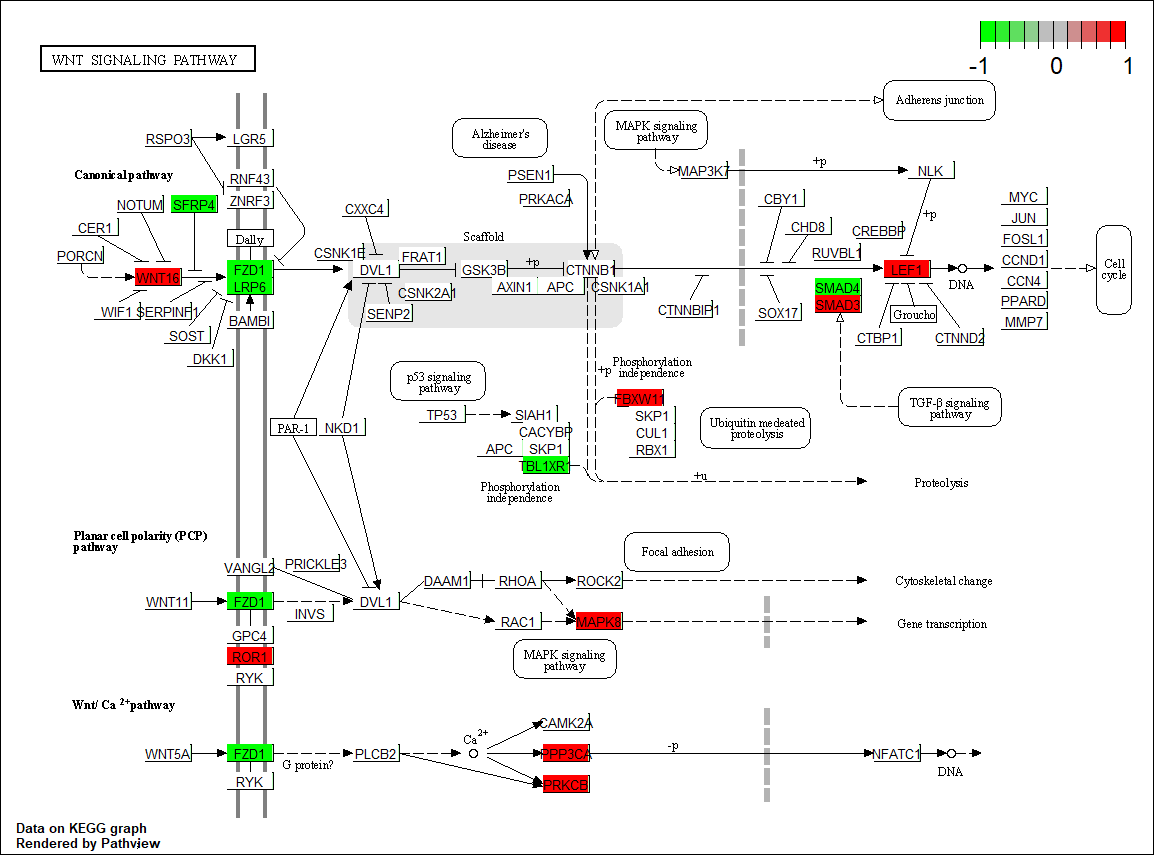 WNT SIGNALING PATHWAY
-1 0 1
Adherens junction
Alzheimer's
disease
MAPK signaling
pathway
RSPO3
LGR5
+p
PSEN1
MAP3K7
NLK
Canonical pathway
RNF43
PRKACA
CBY1
MYC
NOTUM
SFRP4
ZNRF3
CXXC4
+p
JUN
CER1
Dally
Scaffold
CHD8
CREBBP
FOSL1
PORCN
CSNK1E
FRAT1
+p
RUVBL1
CCND1
Cell
cycle
WNT16
FZD1
DVL1
GSK3B
CTNNB1
LEF1
DNA
LRP6
CSNK2A1
AXIN1
APC
CSNK1A1
SMAD4
CCN4
WIF1
SERPINF1
BAMBI
SENP2
CTNNBIP1
SOX17
SMAD3
Groucho
PPARD
SOST
MMP7
DKK1
CTBP1
CTNND2
p53 signaling
pathway
+p
Phosphorylation
independence
TGF-β signaling
pathway
FBXW11
TP53
SIAH1
SKP1
PAR-1
NKD1
CACYBP
CUL1
Ubiquitin medeated
proteolysis
APC
SKP1
RBX1
TBL1XR1
+u
Proteolysis
Phosphorylation
independence
Planar cell polarity (PCP)
pathway
Focal adhesion
VANGL2
PRICKLE3
DAAM1
RHOA
ROCK2
Cytoskeletal change
WNT11
FZD1
INVS
DVL1
RAC1
MAPK8
Gene transcription
GPC4
ROR1
MAPK signaling
pathway
RYK
Wnt/ Ca 2+pathway
CAMK2A
Ca2+
WNT5A
FZD1
G protein?
PLCB2
PPP3CA
-p
NFATC1
DNA
RYK
PRKCB
Data on KEGG graph
Rendered by Pathview